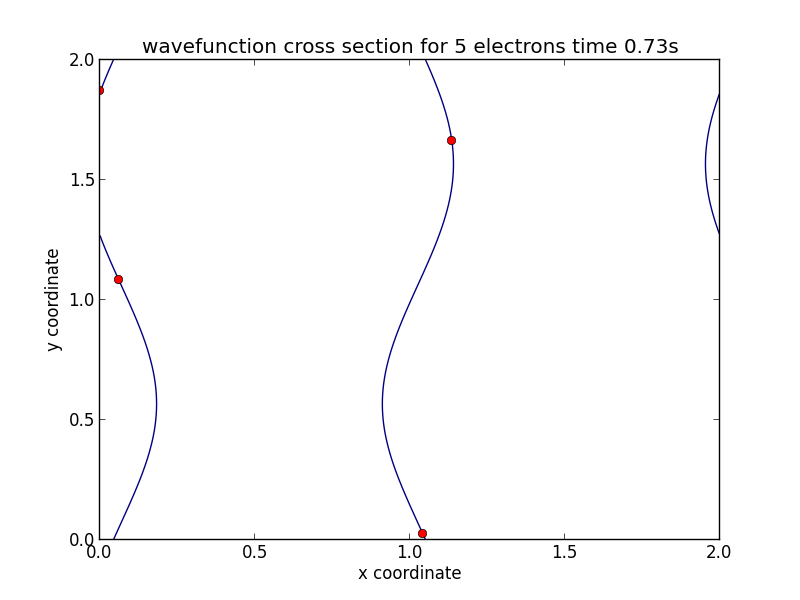 wavefunction cross section for 5 electrons time 0.73s
2.0
1.5
1.0
0.5
0.0
y coordinate
0.0 0.5 1.0 1.5 2.0
x coordinate